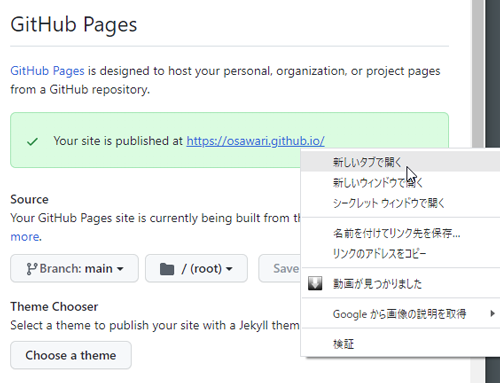 GitHub Pages
GitHub Pages is designed to host your personal, organization, or project pages
from a GitHub repository.
Your site is published at https://osawari.github.io/
Source
Your GitHub Pages site is currently being built from th
more.
Branch: main
/ (root)
Save
Theme Chooser
Select a theme to publish your site with a Jekyll them
Choose a theme
新しいタブで開く
新しいウィンドウで開く
シークレット ウィンドウで開く
名前を付けてリンク先を保存...
リンクのアドレスをコピー
動画が見つかりました
Google から画像の説明を取得
検証